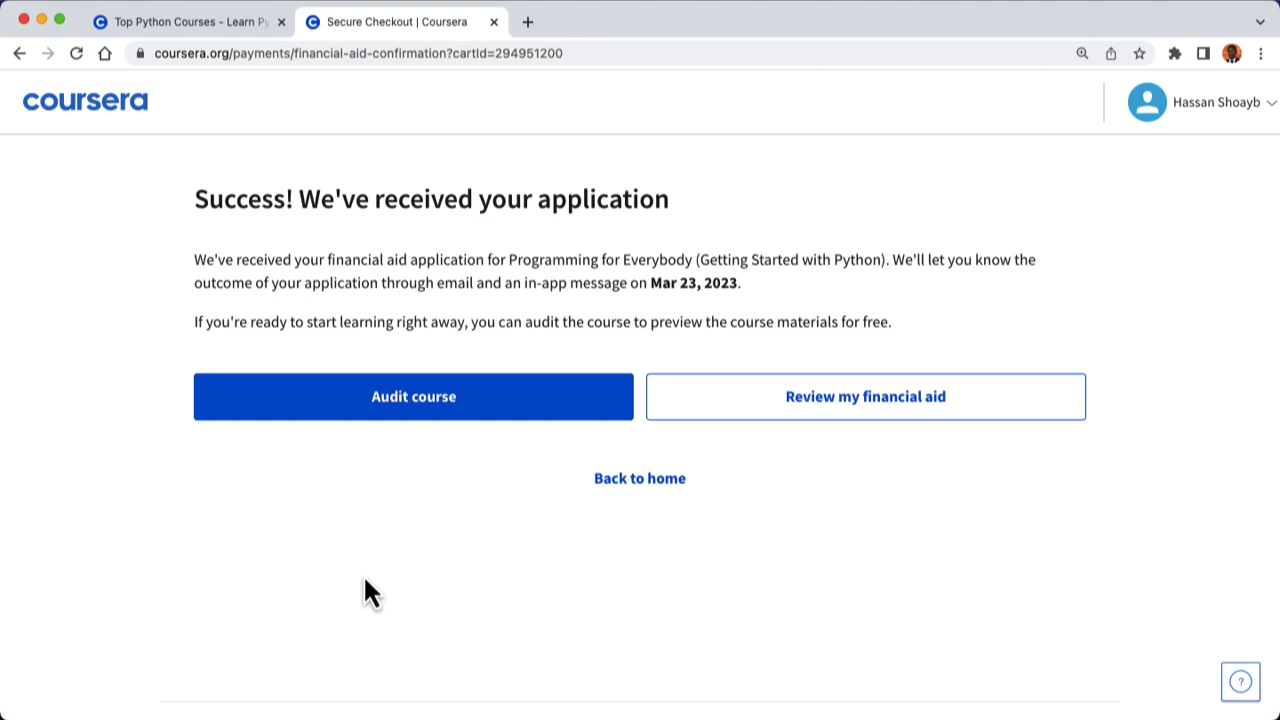 Top Python Courses - Learn Py
Secure Checkout | Coursera
coursera.org/payments/financial-aid-confirmation?cartId=294951200
coursera
Hassan Shoayb
Success! We've received your application
We've received your financial aid application for Programming for Everybody (Getting Started with Python). We'll let you know the
outcome of your application through email and an in-app message on Mar 23, 2023.
If you're ready to start learning right away, you can audit the course to preview the course materials for free.
Audit course
Review my financial aid
Back to home
?